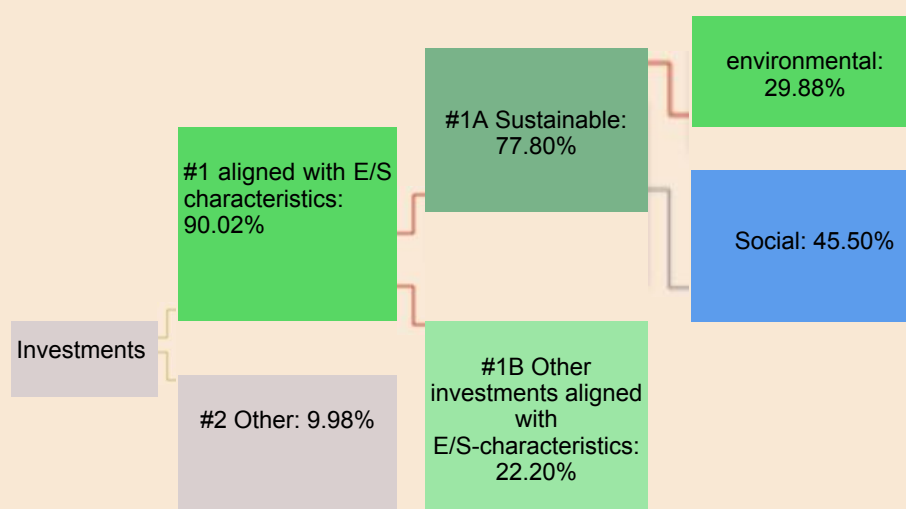 Investments
#1 aligned with E/S
characteristics:
90.02%
#2 Other: 9.98%
#1A Sustainable:
77.80%
#1B Other
investments aligned
with
E/S-characteristics:
22.20%
environmental:
29.88%
Social: 45.50%